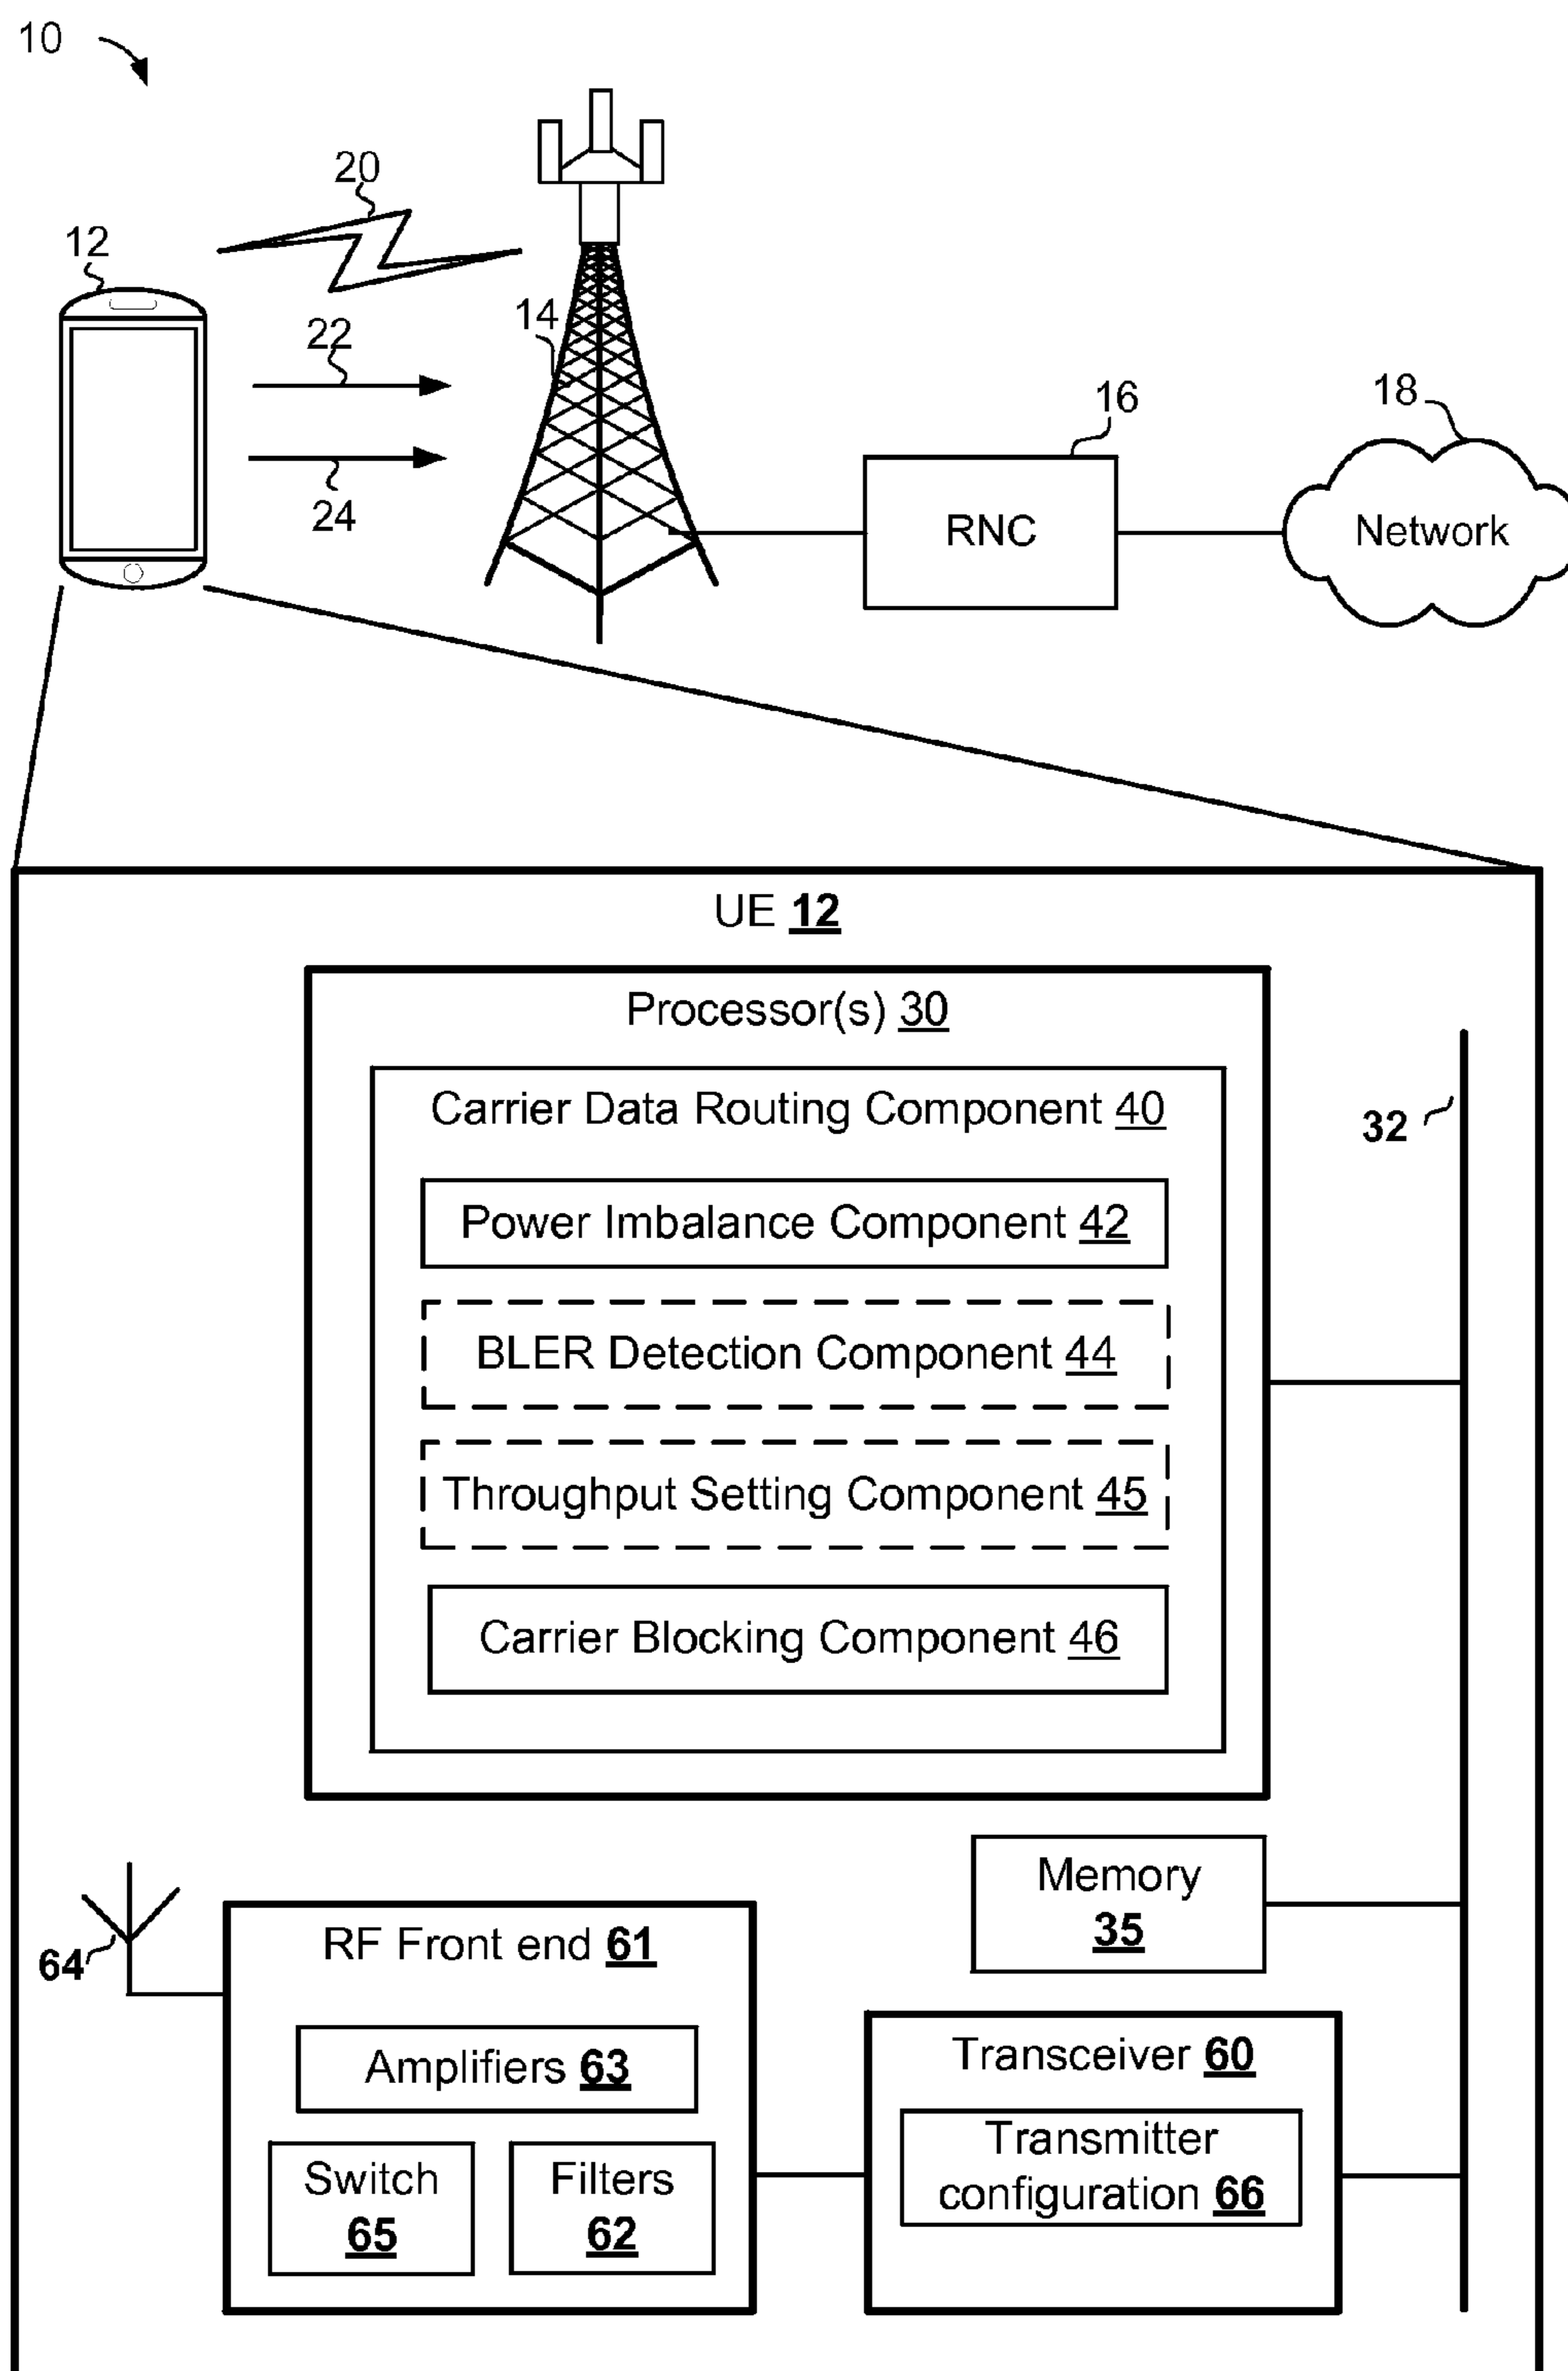 10
20
12
22
14
24
16
18
RNC
Network
UE 12
Processor(s) 30
Carrier Data Routing Component 40
32
Power Imbalance Component 42
BLER Detection Component 44
Throughput Setting Component 45
Carrier Blocking Component 46
Memory
35
64
RF Front end 61
Amplifiers 63
Switch
65
Filters
62
Transceiver 60
Transmitter
configuration 66